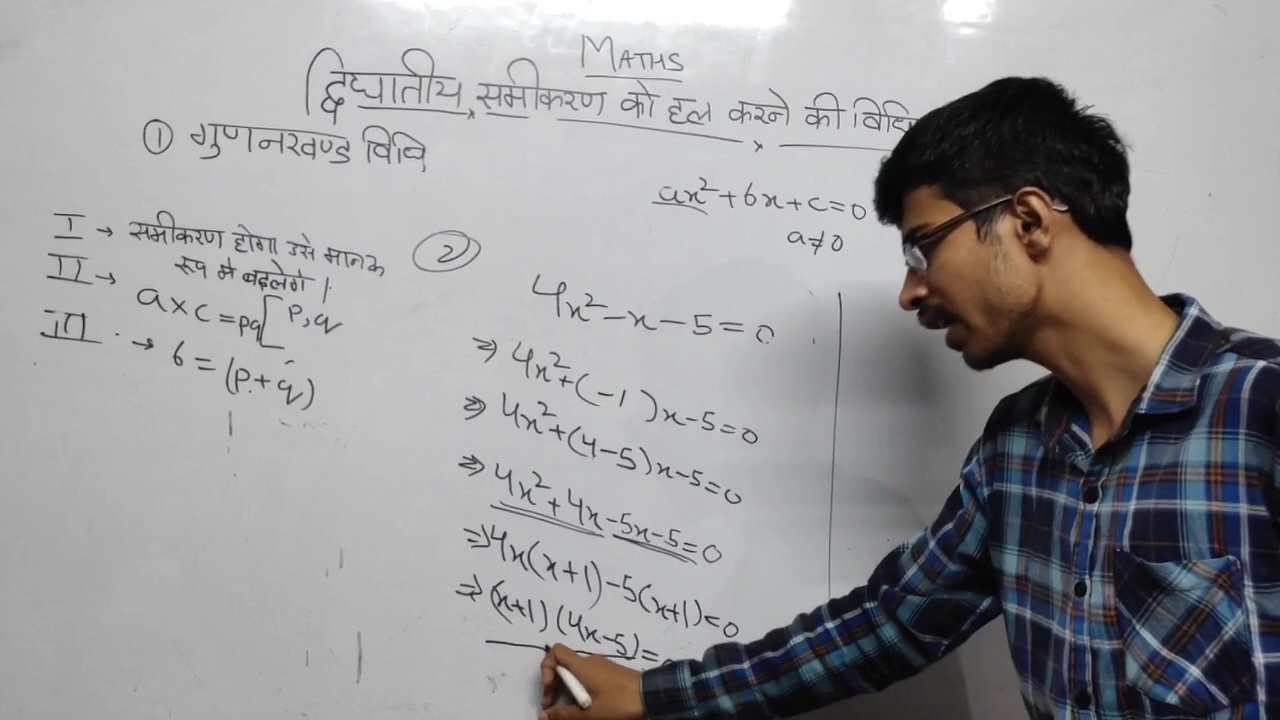 MATHS
द्विघातीय समीकरण को हल करने की
① गुणनखण्ड विधि
ax²+bx+c=0
a≠0
I → समीकरण होगा उसे मानक
रूप मे बदलेगे।
II → a×c=pq[p,q
III → b=(p+q)
②
4x²-x-5=0
⇒ 4x²+(-1)x-5=0
⇒ 4x²+(4-5)x-5=0
⇒ 4x²+4x-5x-5=0
⇒ 4x(x+1)-5(x+1)=0
⇒ (x+1)(4x-5)=